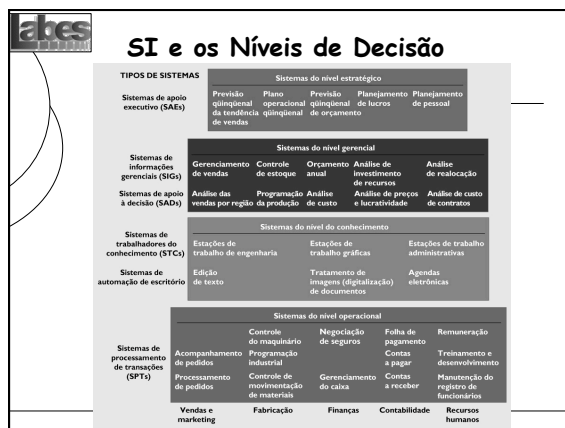 Labes
SI e os Níveis de Decisão
TIPOS DE SISTEMAS
Sistemas do nível estratégico
Sistemas de apoio
executivo (SAEs)
Previsão
qüinqüenal
da tendência
de vendas
Plano
operacional
qüinqüenal
Previsão
qüinqüenal
de orçamento
Planejamento
de lucros
Planejamento
de pessoal
Sistemas do nível gerencial
Sistemas de
informações
gerenciais (SIGs)
Gerenciamento
de vendas
Controle
de estoque
Orçamento
anual
Análise de
investimento
de recursos
Análise
de realocação
Sistemas de apoio
à decisão (SADs)
Análise das
vendas por região
Programação
da produção
Análise
de custo
Análise de preços
e lucratividade
Análise de custo
de contratos
Sistemas do nível do conhecimento
Sistemas de
trabalhadores do
conhecimento (STCs)
Estações de
trabalho de engenharia
Estações de
trabalho gráficas
Estações de trabalho
administrativas
Sistemas de
automação de escritório
Edição
de texto
Tratamento de
imagens (digitalização)
de documentos
Agendas
eletrônicas
Sistemas do nível operacional
Sistemas de
processamento
de transações
(SPTs)
Controle
do maquinário
Negociação
de seguros
Folha de
pagamento
Remuneração
Acompanhamento
de pedidos
Programação
industrial
Contas
a pagar
Treinamento e
desenvolvimento
Processamento
de pedidos
Controle de
movimentação
de materiais
Gerenciamento
do caixa
Contas
a receber
Manutenção do
registro de
funcionários
Vendas e
marketing
Fabricação
Finanças
Contabilidade
Recursos
humanos